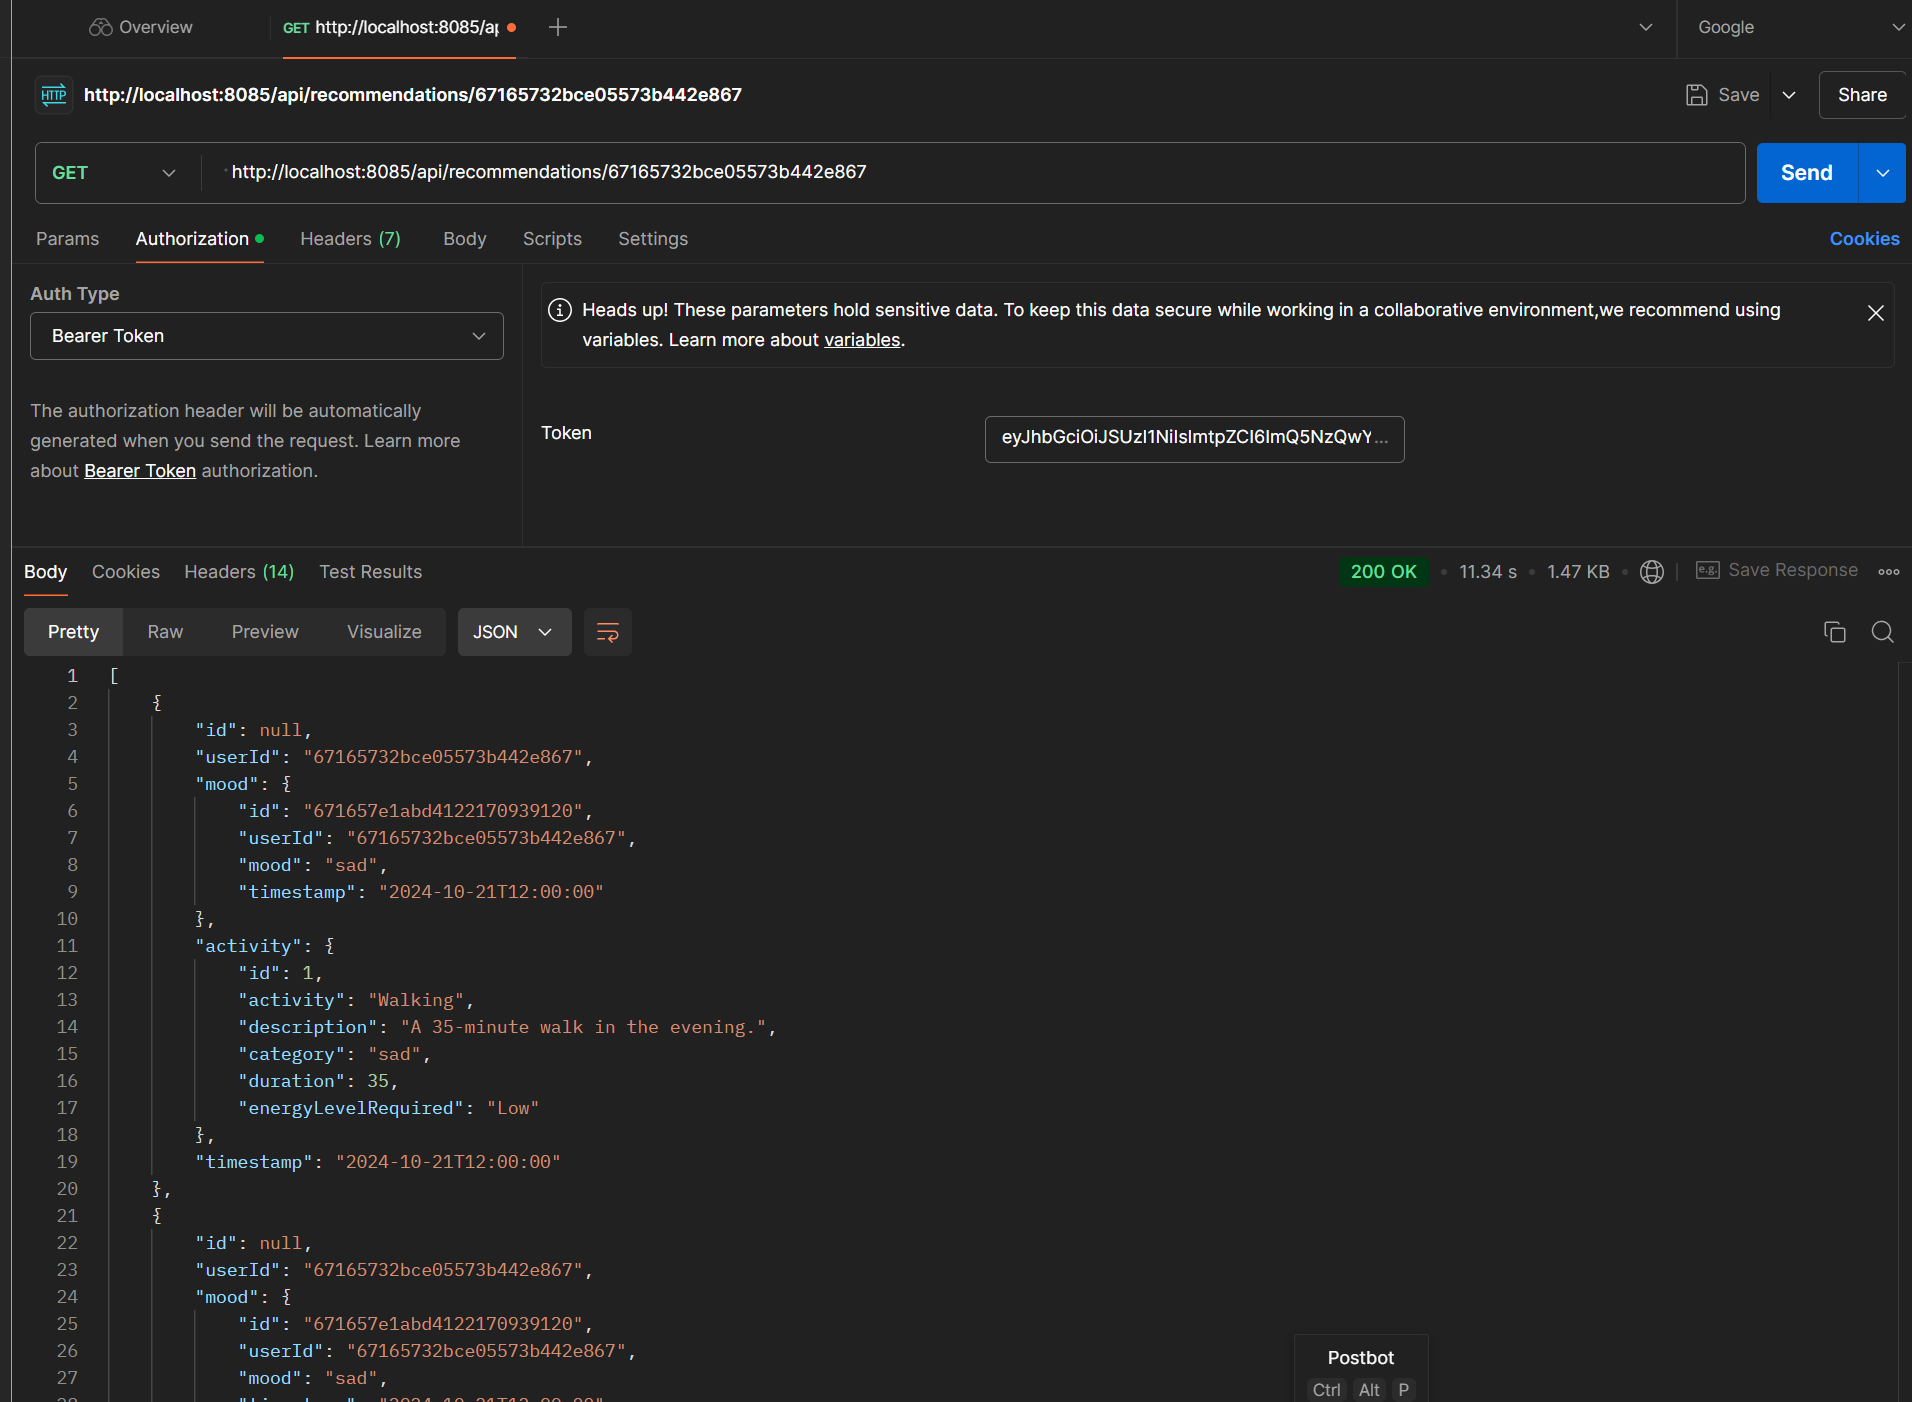 Overview
GET http://localhost:8085/ap
Google
HTTP http://localhost:8085/api/recommendations/67165732bce05573b442e867
Save
Share
GET http://localhost:8085/api/recommendations/67165732bce05573b442e867
Send
Params Authorization Headers (7) Body Scripts Settings Cookies
Auth Type
Bearer Token
The authorization header will be automatically
generated when you send the request. Learn more
about Bearer Token authorization.
Heads up! These parameters hold sensitive data. To keep this data secure while working in a collaborative environment,we recommend using
variables. Learn more about variables.
Token
eyJhbGciOiJSUzI1NiIsImtpZCI6ImQ5NzQwY...
Body Cookies Headers (14) Test Results 200 OK 11.34 s 1.47 KB e.g. Save Response
Pretty Raw Preview Visualize JSON
1 [
2 {
3 "id": null,
4 "userId": "67165732bce05573b442e867",
5 "mood": {
6 "id": "671657e1abd4122170939120",
7 "userId": "67165732bce05573b442e867",
8 "mood": "sad",
9 "timestamp": "2024-10-21T12:00:00"
10 },
11 "activity": {
12 "id": 1,
13 "activity": "Walking",
14 "description": "A 35-minute walk in the evening.",
15 "category": "sad",
16 "duration": 35,
17 "energyLevelRequired": "Low"
18 },
19 "timestamp": "2024-10-21T12:00:00"
20 },
21 {
22 "id": null,
23 "userId": "67165732bce05573b442e867",
24 "mood": {
25 "id": "671657e1abd4122170939120",
26 "userId": "67165732bce05573b442e867",
27 "mood": "sad",
Postbot
Ctrl Alt P